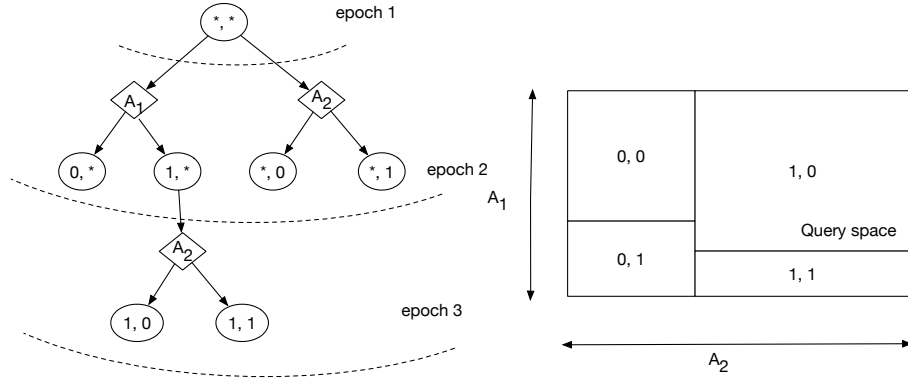 *, *
epoch 1
A1
A2
0, *
1, *
*, 0
*, 1
epoch 2
A2
1, 0
1, 1
epoch 3
A1
0, 0
1, 0
Query space
0, 1
1, 1
A2